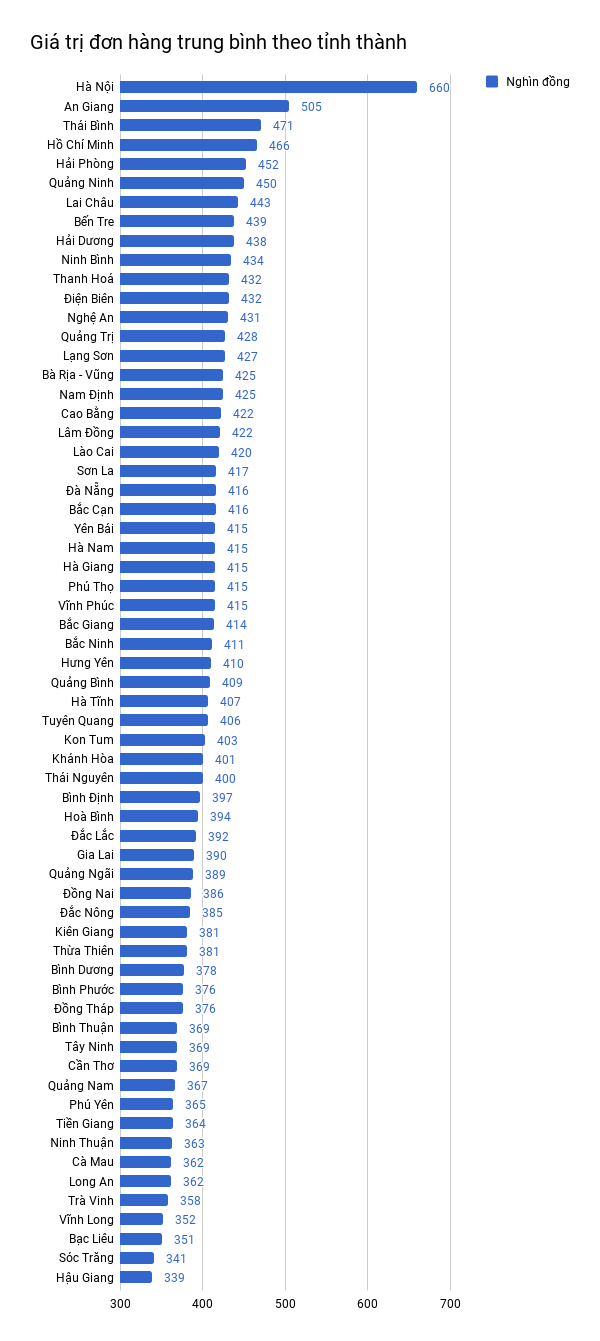 Giá trị đơn hàng trung bình theo tỉnh thành
Nghìn đồng
Hà Nội 660
An Giang 505
Thái Bình 471
Hồ Chí Minh 466
Hải Phòng 452
Quảng Ninh 450
Lai Châu 443
Bến Tre 439
Hải Dương 438
Ninh Bình 434
Thanh Hoá 432
Điện Biên 432
Nghệ An 431
Quảng Trị 428
Lạng Sơn 427
Bà Rịa - Vũng 425
Nam Định 425
Cao Bằng 422
Lâm Đồng 422
Lào Cai 420
Sơn La 417
Đà Nẵng 416
Bắc Cạn 416
Yên Bái 415
Hà Nam 415
Hà Giang 415
Phú Thọ 415
Vĩnh Phúc 415
Bắc Giang 414
Bắc Ninh 411
Hưng Yên 410
Quảng Bình 409
Hà Tĩnh 407
Tuyên Quang 406
Kon Tum 403
Khánh Hòa 401
Thái Nguyên 400
Bình Định 397
Hoà Bình 394
Đắc Lắc 392
Gia Lai 390
Quảng Ngãi 389
Đồng Nai 386
Đắc Nông 385
Kiên Giang 381
Thừa Thiên 381
Bình Dương 378
Bình Phước 376
Đồng Tháp 376
Bình Thuận 369
Tây Ninh 369
Cần Thơ 369
Quảng Nam 367
Phú Yên 365
Tiền Giang 364
Ninh Thuận 363
Cà Mau 362
Long An 362
Trà Vinh 358
Vĩnh Long 352
Bạc Liêu 351
Sóc Trăng 341
Hậu Giang 339
300 400 500 600 700